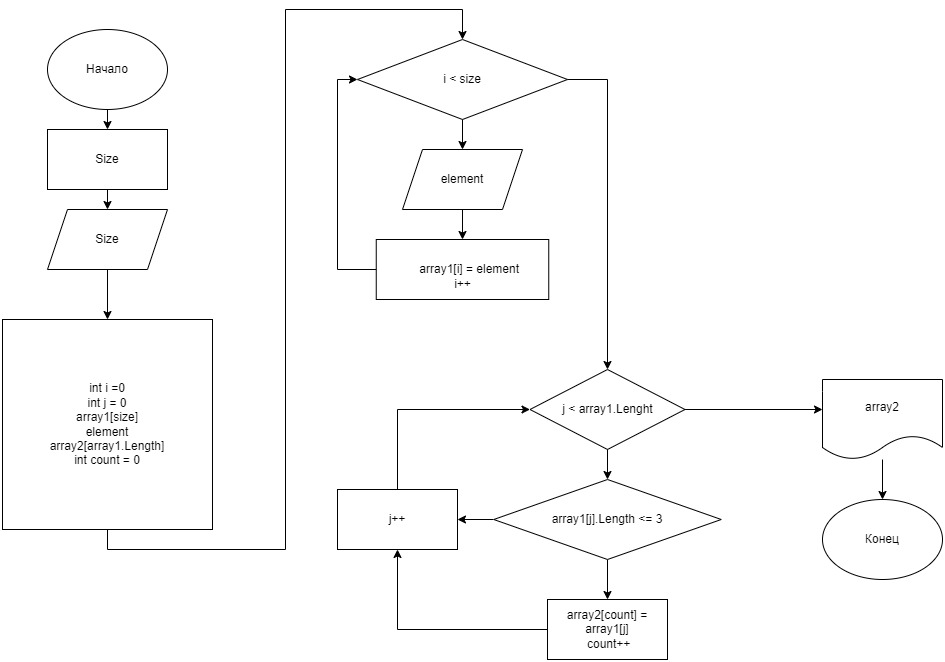 Начало
Size
Size
int i =0
int j = 0
array1[size]
element
array2[array1.Length]
int count = 0
i < size
element
array1[i] = element
i++
j < array1.Lenght
array1[j].Length <= 3
j++
array2[count] =
array1[j]
count++
array2
Конец